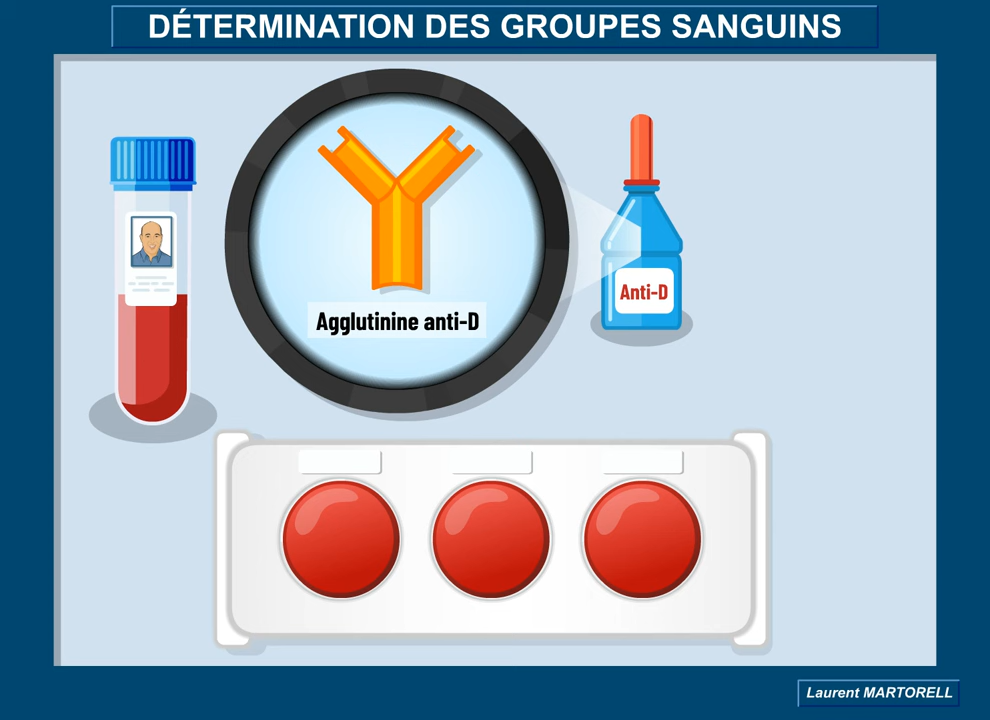 DÉTERMINATION DES GROUPES SANGUINS
Anti-D
Agglutinine anti-D
Laurent MARTORELL